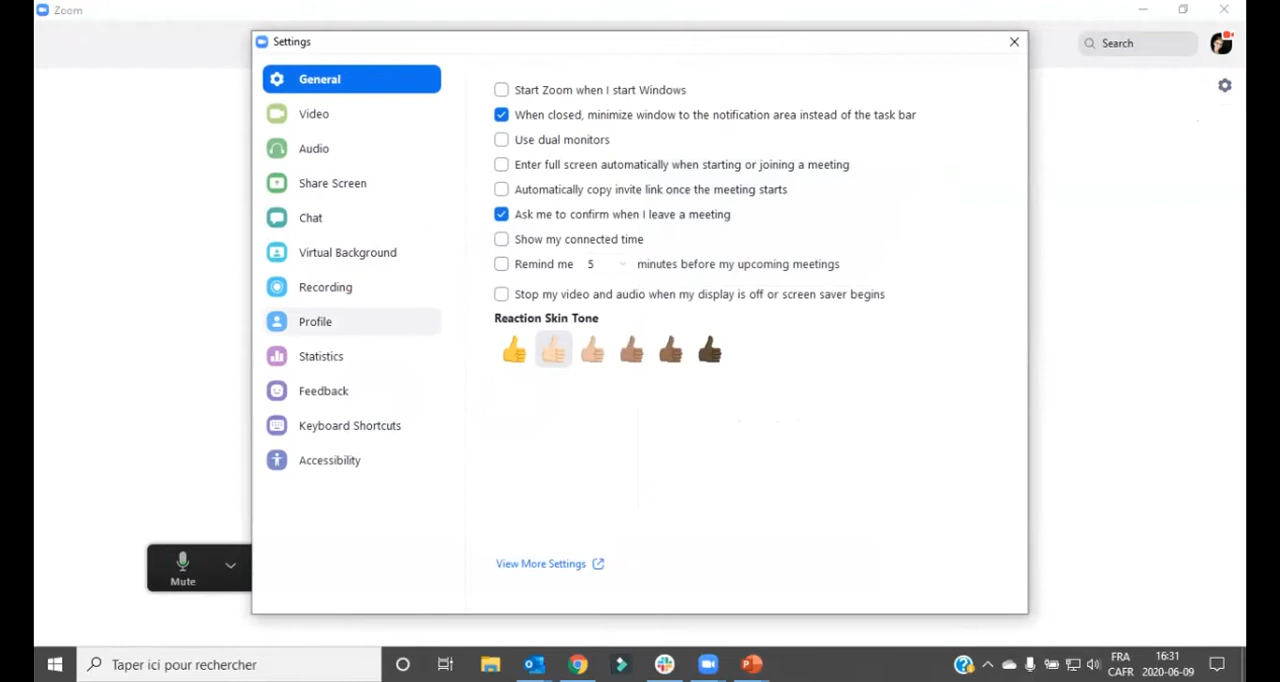 Zoom
Settings
Search
General
Video
Audio
Share Screen
Chat
Virtual Background
Recording
Profile
Statistics
Feedback
Keyboard Shortcuts
Accessibility
Start Zoom when I start Windows
When closed, minimize window to the notification area instead of the task bar
Use dual monitors
Enter full screen automatically when starting or joining a meeting
Automatically copy invite link once the meeting starts
Ask me to confirm when I leave a meeting
Show my connected time
Remind me 5 minutes before my upcoming meetings
Stop my video and audio when my display is off or screen saver begins
Reaction Skin Tone
View More Settings
Mute
Taper ici pour rechercher
FRA
CAFR
16:31
2020-06-09